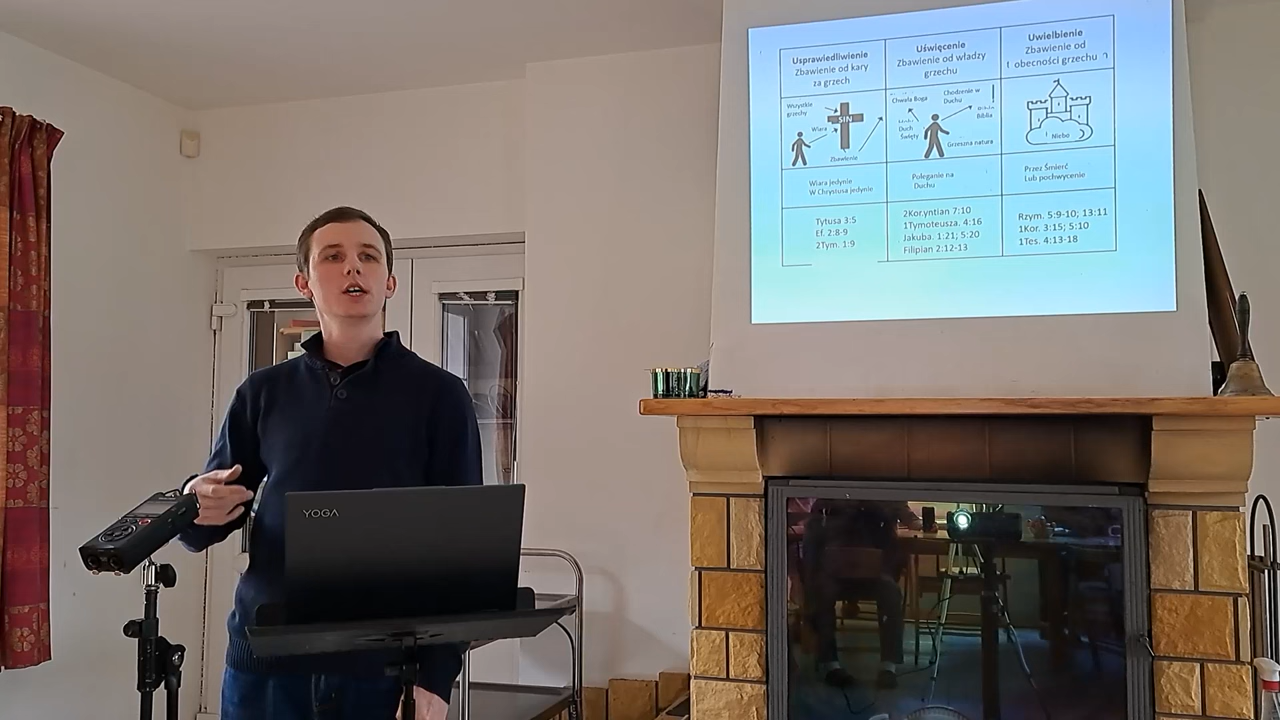 Usprawiedliwienie
Zbawienie od kary
za grzech
Uświęcenie
Zbawienie od władzy
grzechu
Uwielbienie
Zbawienie od
obecności grzechu
Wszystkie
grzechy
SIN
Wiara
Zbawienie
Chwała Boga
Chodzenie w
Duchu
Biblia
Duch
Święty
Grzeszna natura
Niebo
Wiara jedynie
W Chrystusa jedynie
Poleganie na
Duchu
Przez Śmierć
Lub pochwycenie
Tytusa 3:5
Ef. 2:8-9
2Tym. 1:9
2Kor.yntian 7:10
1Tymoteusza. 4:16
Jakuba. 1:21; 5:20
Filipian 2:12-13
Rzym. 5:9-10; 13:11
1Kor. 3:15; 5:10
1Tes. 4:13-18
YOGA